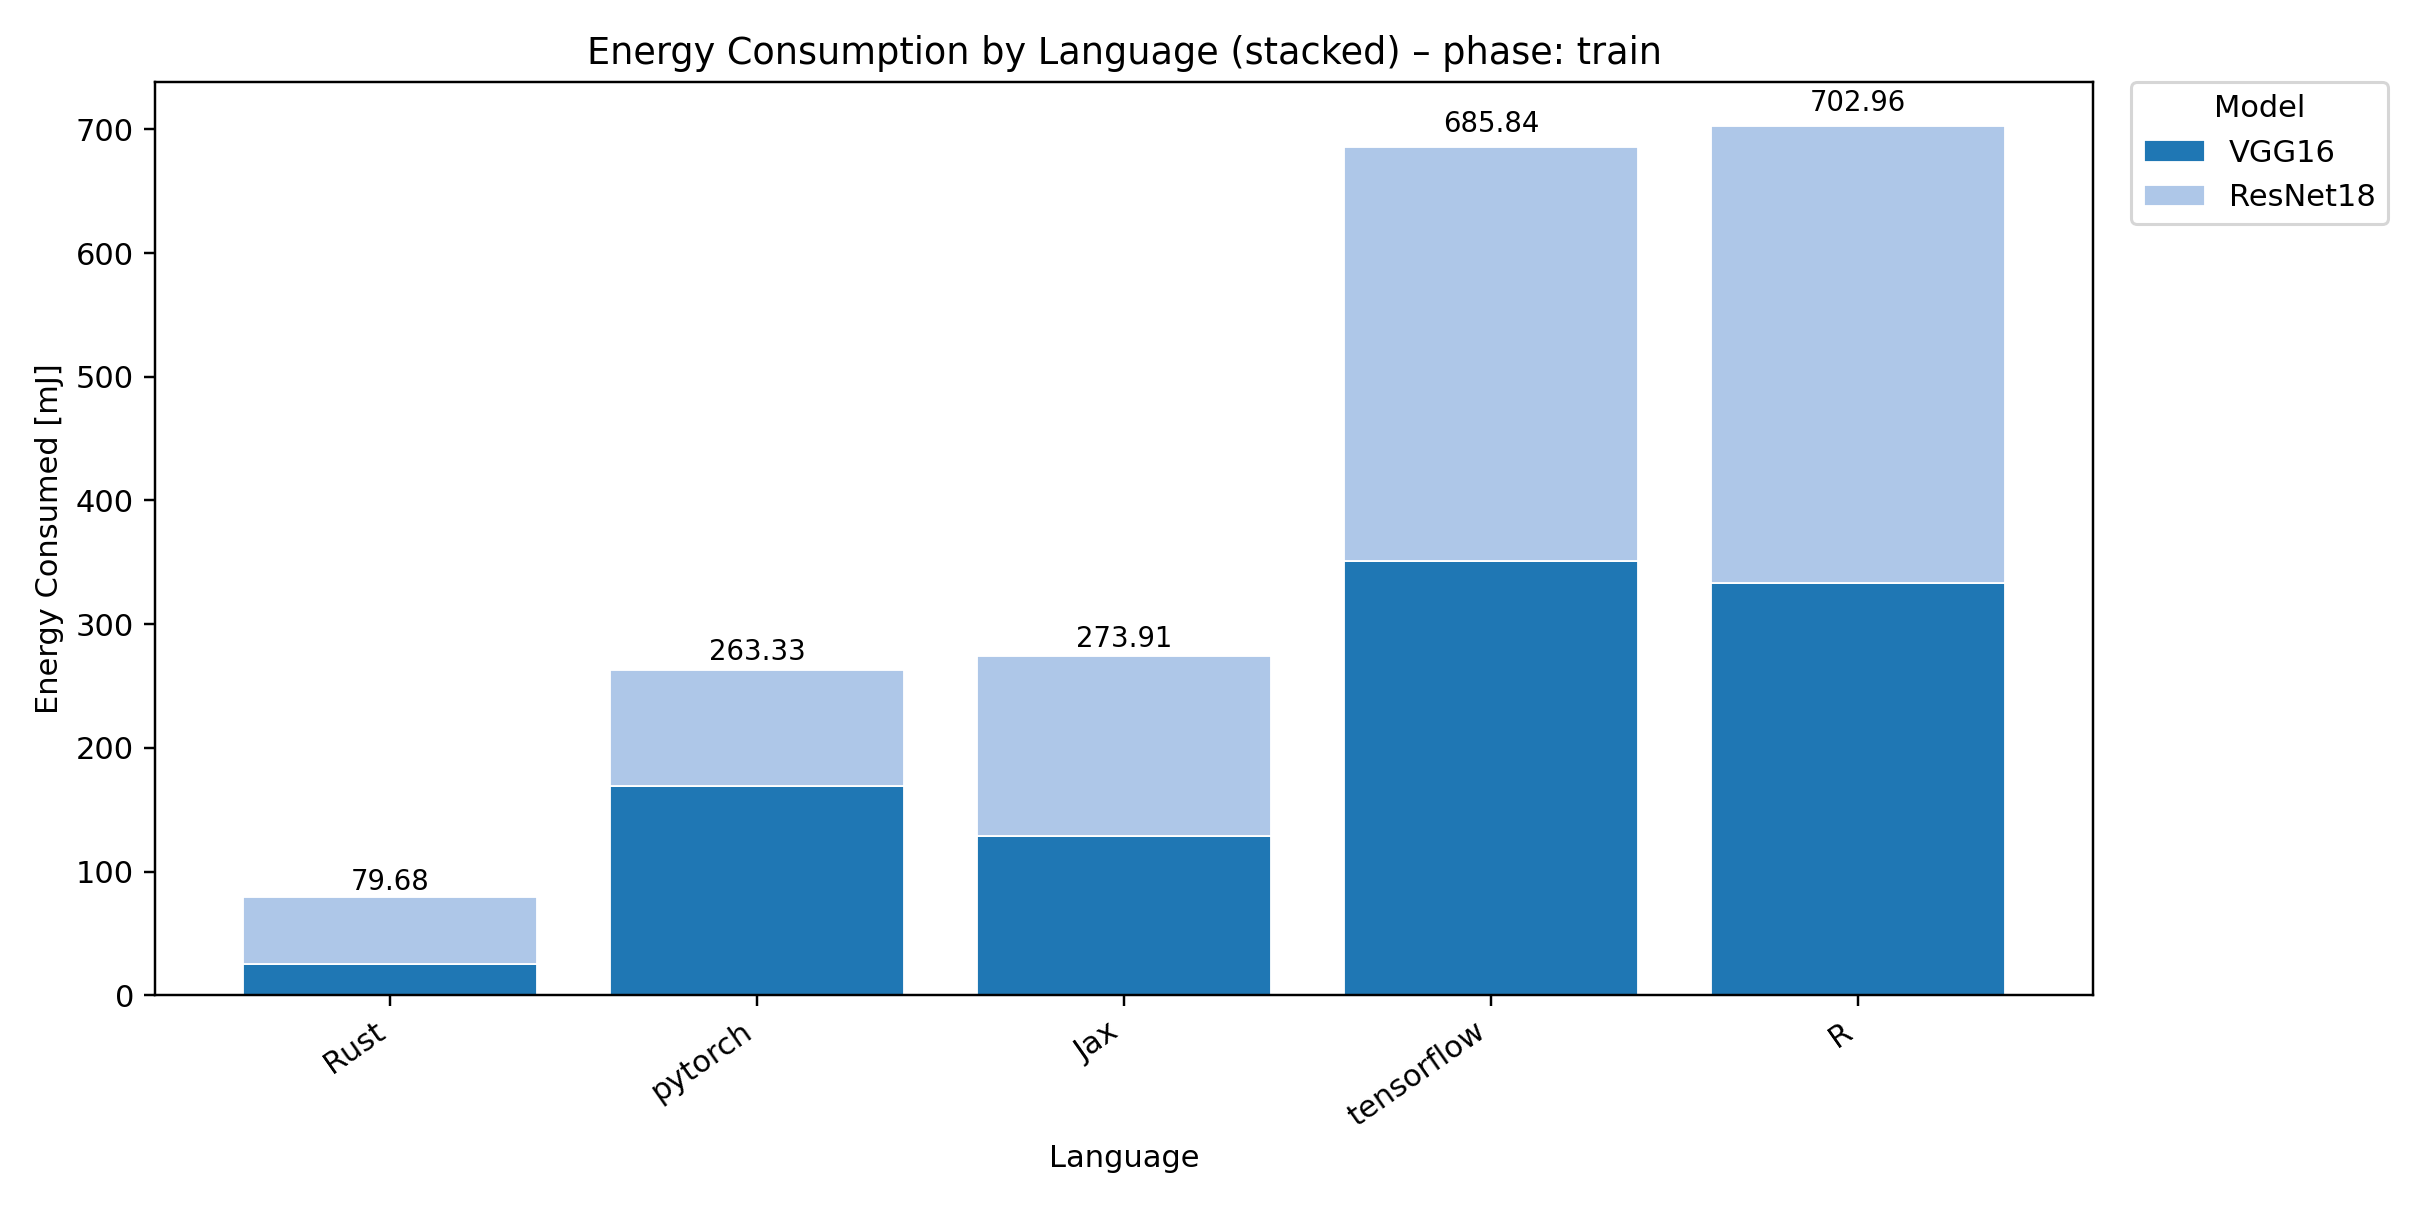 Energy Consumption by Language (stacked) – phase: train
Model
VGG16
ResNet18
Energy Consumed [mJ]
700
600
500
400
300
200
100
0
79.68
263.33
273.91
685.84
702.96
Rust
pytorch
Jax
tensorflow
R
Language